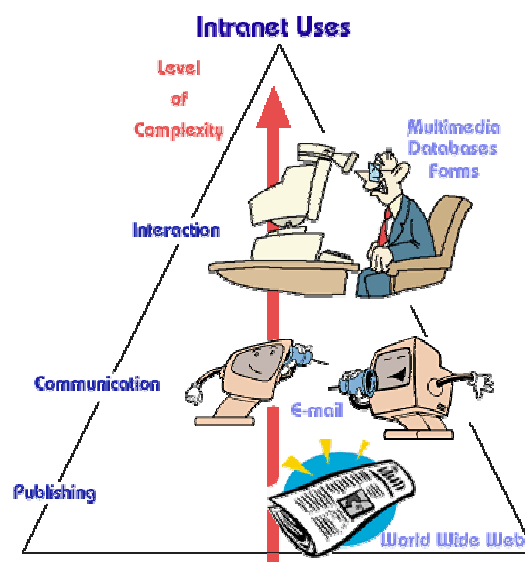 Intranet Uses
Level
of
Complexity
Multimedia
Databases
Forms
Interaction
Communication
E-mail
Publishing
World Wide Web